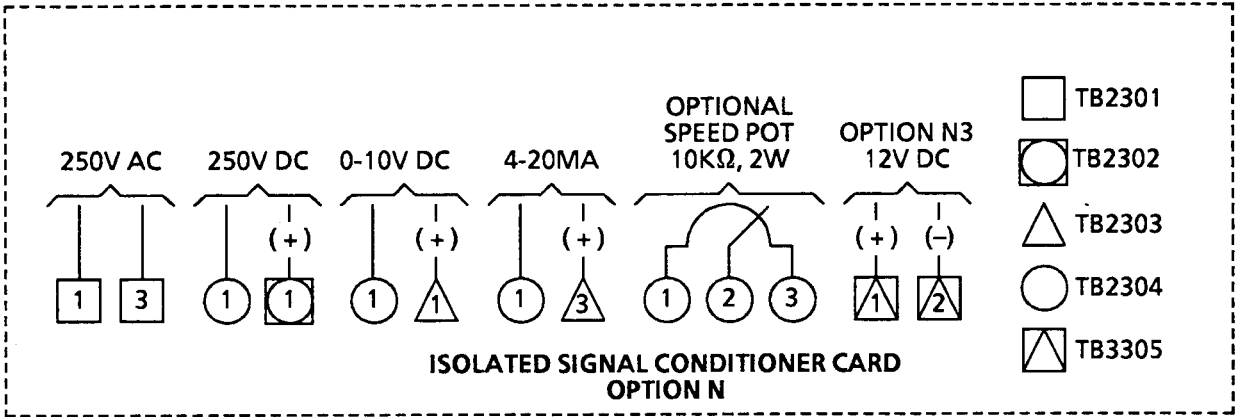 OPTIONAL
SPEED POT
10KΩ, 2W
OPTION N3
12V DC
250V AC
250V DC
0-10V DC
4-20MA
(+)
(+)
(+)
(+)
(−)
1
3
1
1
1
1
1
3
1
2
3
1
2
TB2301
TB2302
TB2303
TB2304
TB3305
ISOLATED SIGNAL CONDITIONER CARD
OPTION N